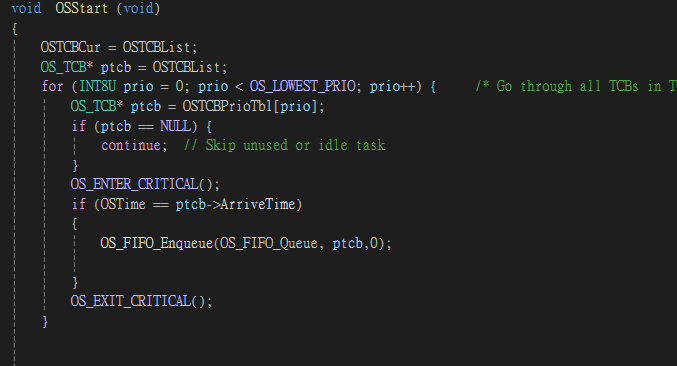 void OSStart (void)
{
OSTCBCur = OSTCBList;
OS_TCB* ptcb = OSTCBList;
for (INT8U prio = 0; prio < OS_LOWEST_PRIO; prio++) { /* Go through all TCBs in T
OS_TCB* ptcb = OSTCBPrioTbl[prio];
if (ptcb == NULL) {
continue; // Skip unused or idle task
}
OS_ENTER_CRITICAL();
if (OSTime == ptcb->ArriveTime)
{
OS_FIFO_Enqueue(OS_FIFO_Queue, ptcb,0);
}
OS_EXIT_CRITICAL();
}